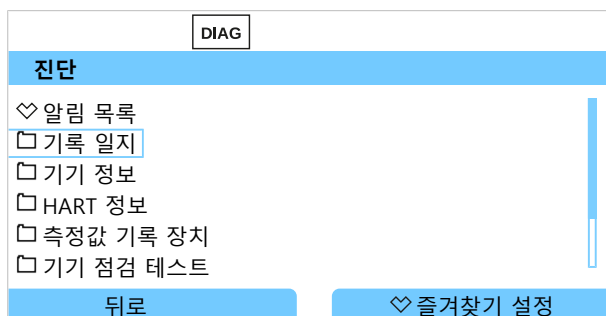 DIAG
진단
알림 목록
기록 일지
기기 정보
HART 정보
측정값 기록 장치
기기 점검 테스트
뒤로
즐겨찾기 설정